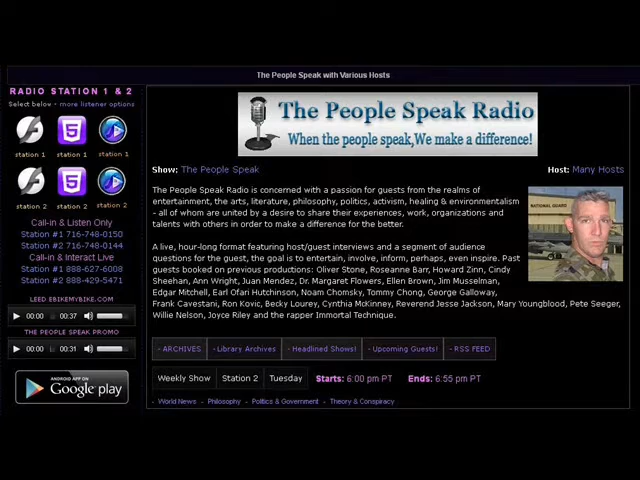 The People Speak with Various Hosts
RADIO STATION 1 & 2
Select below - more listener options
station 1 station 1 station 1
station 2 station 2 station 2
Call-in & Listen Only
Station #1 716-748-0150
Station #2 716-748-0144
Call-in & Interact Live
Station #1 888-627-6008
Station #2 888-429-5471
LEED EBIKEMYBIKE.COM
00:00 00:37
THE PEOPLE SPEAK PROMO
00:00 00:31
ANDROID APP ON
Google play
The People Speak Radio
When the people speak,We make a difference!
Show: The People Speak Host: Many Hosts
The People Speak Radio is concerned with a passion for guests from the realms of
entertainment, the arts, literature, philosophy, politics, activism, healing & environmentalism
- all of whom are united by a desire to share their experiences, work, organizations and
talents with others in order to make a difference for the better.
A live, hour-long format featuring host/guest interviews and a segment of audience
questions for the guest, the goal is to entertain, involve, inform, perhaps, even inspire. Past
guests booked on previous productions: Oliver Stone, Roseanne Barr, Howard Zinn, Cindy
Sheehan, Ann Wright, Juan Mendez, Dr. Margaret Flowers, Ellen Brown, Jim Musselman,
Edgar Mitchell, Earl Ofari Hutchinson, Noam Chomsky, Tommy Chong, George Galloway,
Frank Cavestani, Ron Kovic, Becky Lourey, Cynthia McKinney, Reverend Jesse Jackson, Mary Youngblood, Pete Seeger,
Willie Nelson, Joyce Riley and the rapper Immortal Technique.
NATIONAL GUARD
- ARCHIVES - Library Archives - Headlined Shows! - Upcoming Guests! - RSS FEED
Weekly Show Station 2 Tuesday Starts: 6:00 pm PT Ends: 6:55 pm PT
- World News - Philosophy - Politics & Government - Theory & Conspiracy